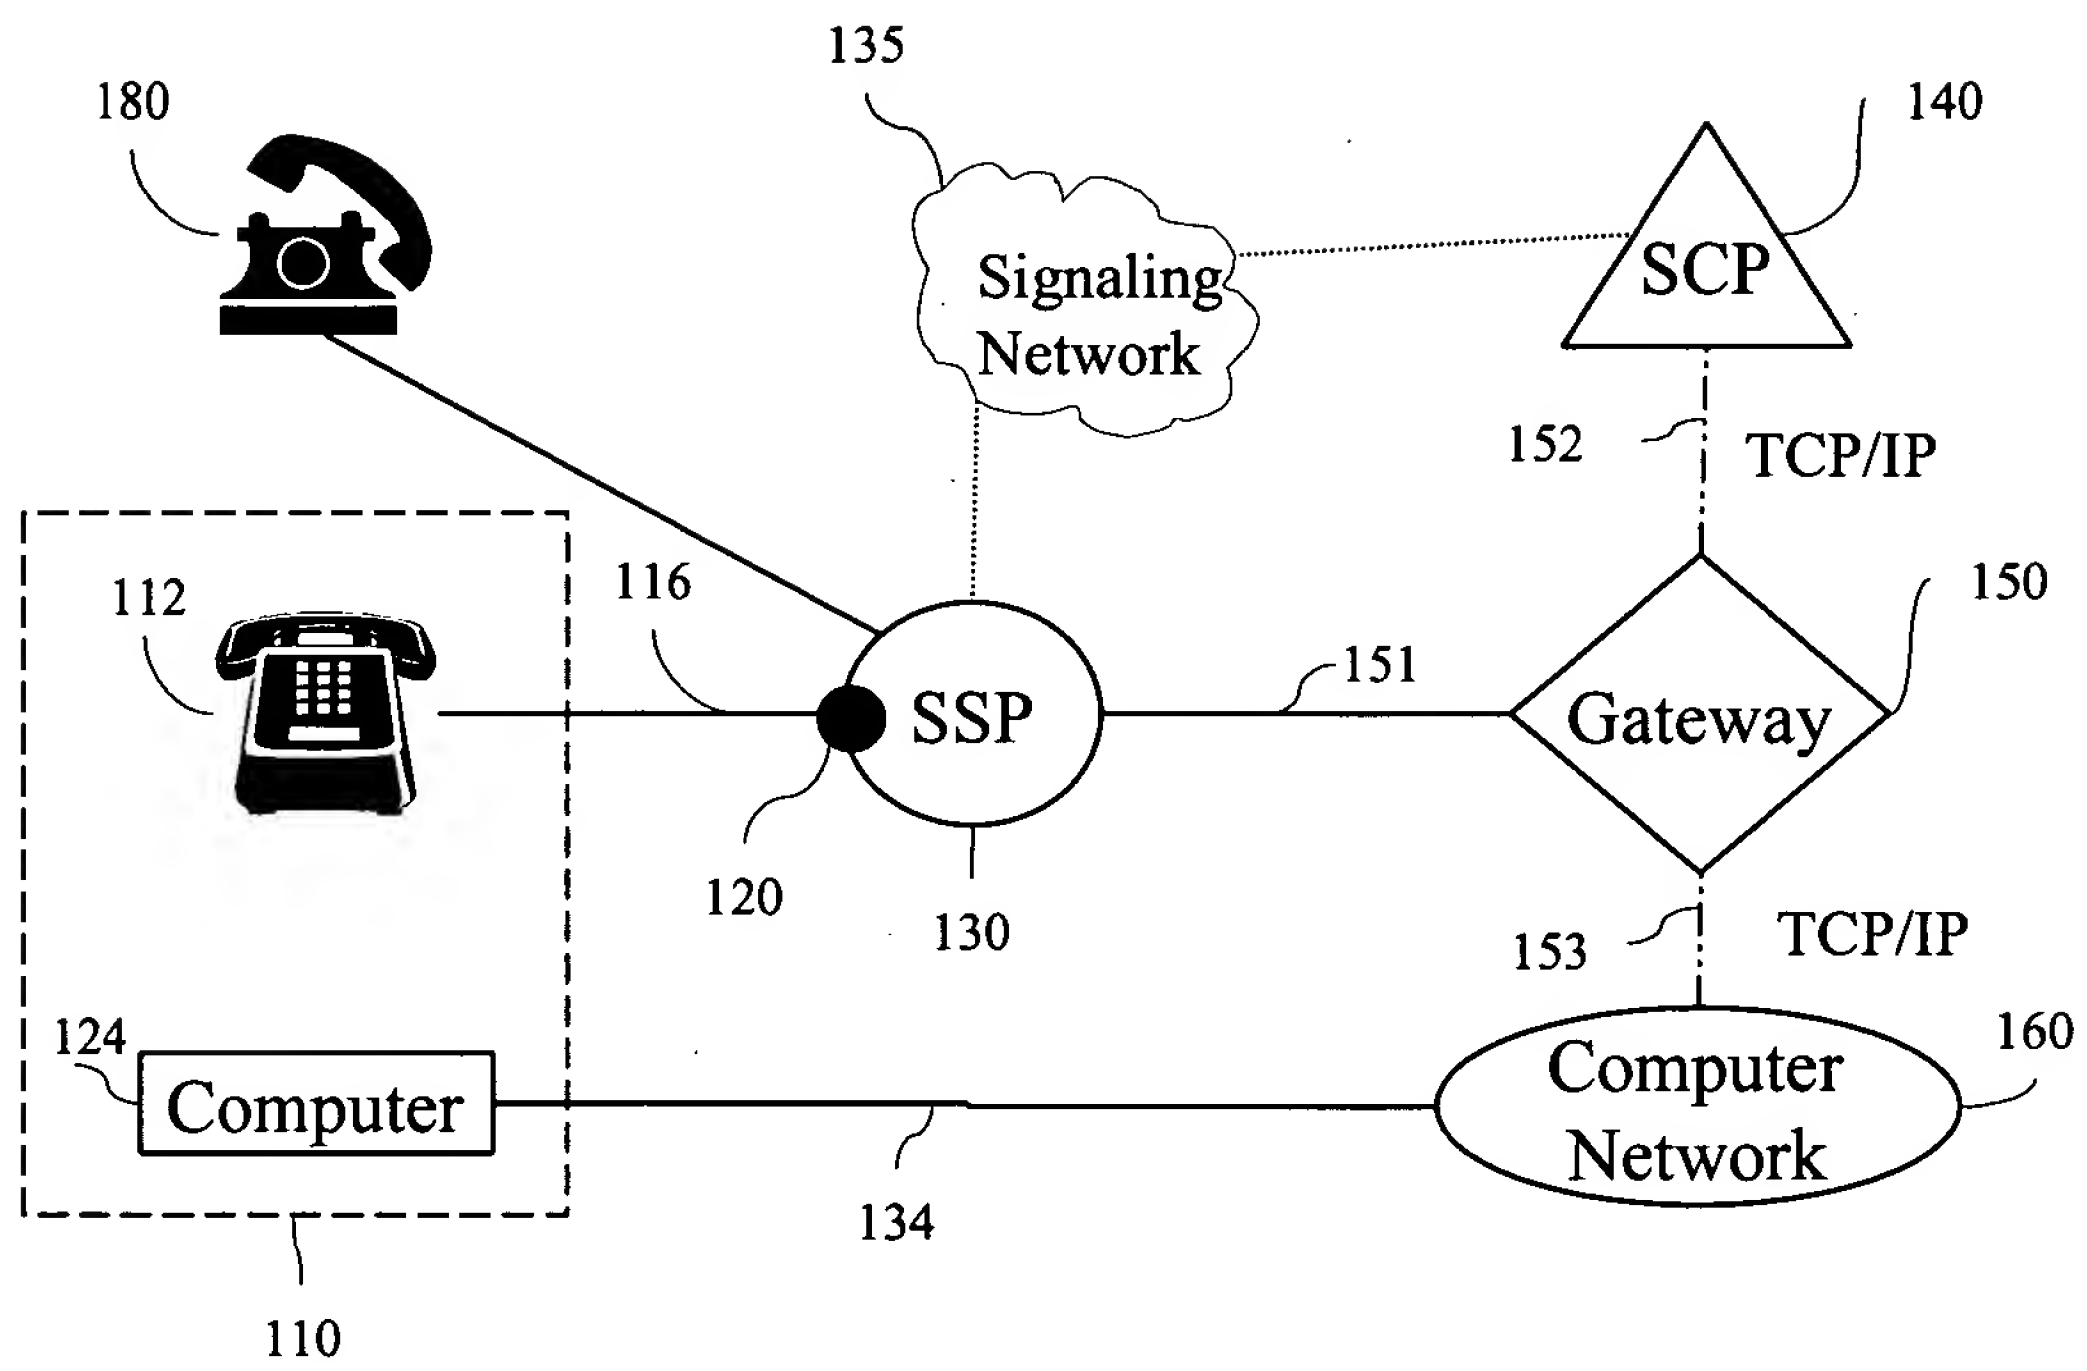 135
180
140
Signaling
Network
SCP
152
TCP/IP
112
116
150
151
SSP
Gateway
120
130
153
TCP/IP
124
160
Computer
Computer
Network
134
110